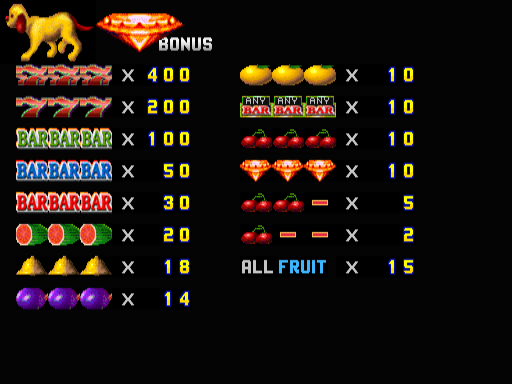 BONUS
777 X 400
777 X 200
BARBARBAR X 100
BARBARBAR X 50
BARBARBAR X 30
X 20
X 18
X 14
X 10
ANY BAR ANY BAR ANY BAR X 10
X 10
X 10
X 5
X 2
ALL FRUIT X 15